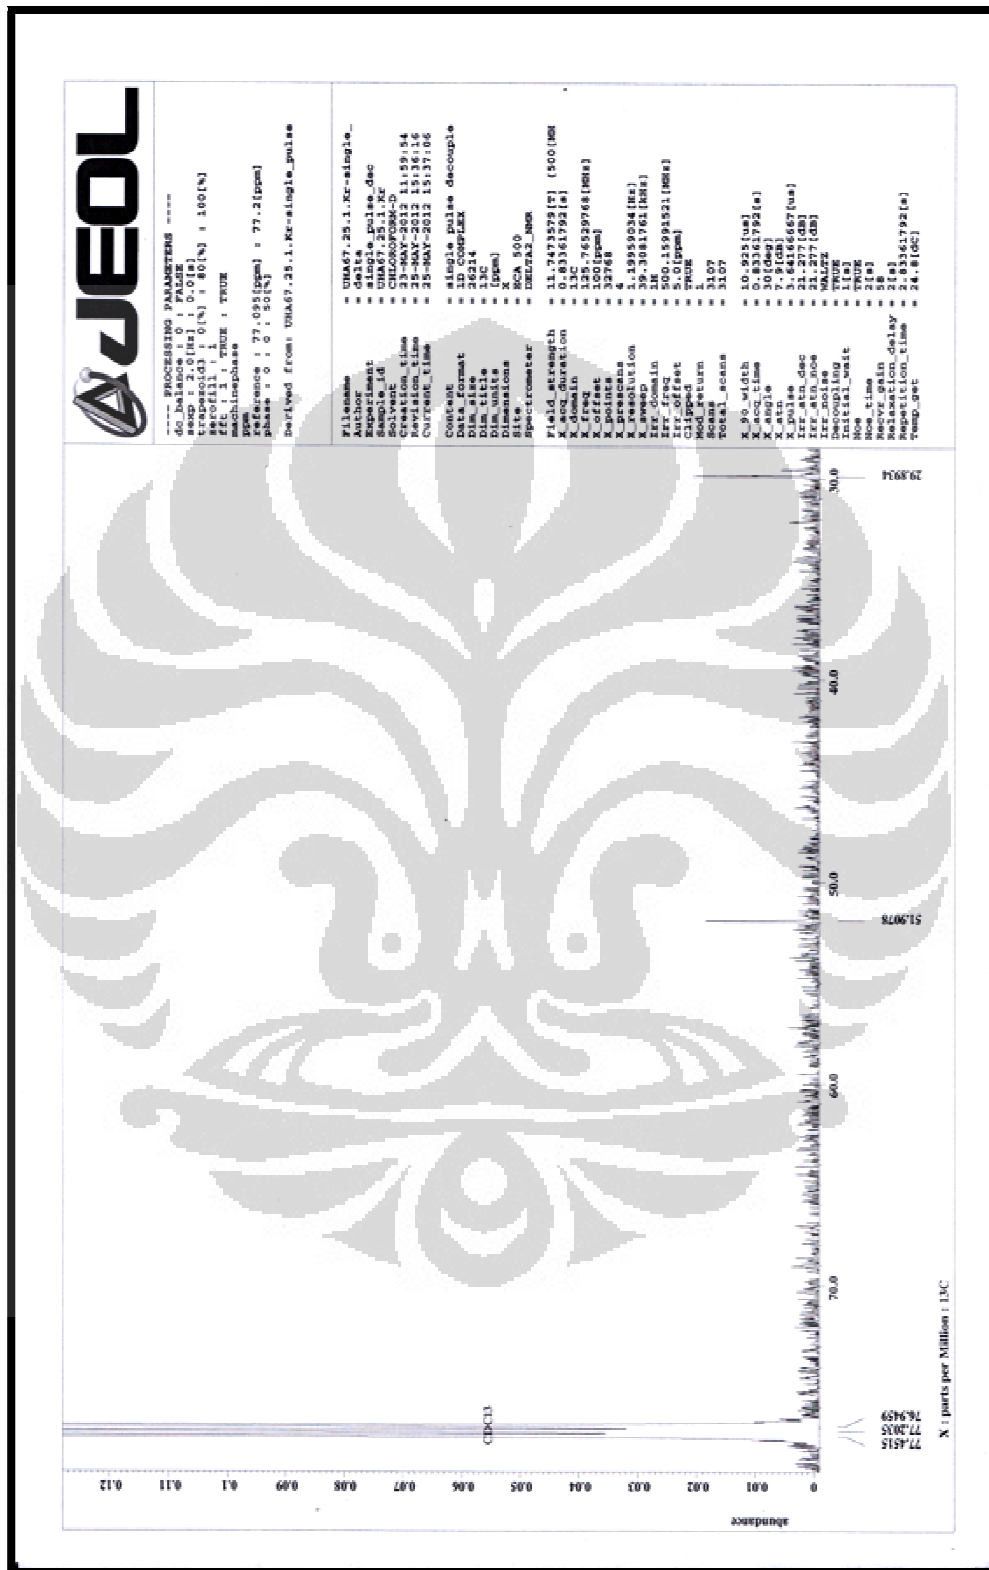 JEOL
---- PROCESSING PARAMETERS ----
dc_balance : 0 : FALSE
sexp : 2.0[Hz] : 0.0[s]
trapezoid3 : 0[%] : 80[%] : 100[%]
zerofill : 1
fft : 1 : TRUE : TRUE
machinephase
ppm
reference : 77.095[ppm] : 77.2[ppm]
phase : 0 : 0 : 50[%]
Derived from: UHA67.25.1.Kr-single_pulse
Filename = UHA67.25.1.Kr-single_
Author = delta
Experiment = single_pulse_dec
Sample_id = UHA67.25.1.Kr
Solvent = CHLOROFORM-D
Creation_time = 23-MAY-2012 11:59:54
Revision_time = 25-MAY-2012 15:36:16
Current_time = 25-MAY-2012 15:37:06
Content = single pulse decouple
Data_format = 1D COMPLEX
Dim_size = 26214
Dim_title = 13C
Dim_units = [ppm]
Dimensions = X
Site = ECA 500
Spectrometer = DELTA2_NMR
Field_strength = 11.7473579[T] (500[MH
X_acq_duration = 0.83361792[s]
X_domain = 13C
X_freq = 125.76529768[MHz]
X_offset = 100[ppm]
X_points = 32768
X_prescans = 4
X_resolution = 1.19959034[Hz]
X_sweep = 39.3081761[kHz]
Irr_domain = 1H
Irr_freq = 500.15991521[MHz]
Irr_offset = 5.0[ppm]
Clipped = TRUE
Mod_return = 1
Scans = 3107
Total_scans = 3107
X_90_width = 10.925[us]
X_acq_time = 0.83361792[s]
X_angle = 30[deg]
X_atn = 7.9[dB]
X_pulse = 3.64166667[us]
Irr_atn_dec = 21.277[dB]
Irr_atn_noe = 21.277[dB]
Irr_noise = WALTZ
Decoupling = TRUE
Initial_wait = 1[s]
Noe = TRUE
Noe_time = 2[s]
Recvr_gain = 58
Relaxation_delay = 2[s]
Repetition_time = 2.83361792[s]
Temp_get = 24.8[dC]
abundance
0 0.01 0.02 0.03 0.04 0.05 0.06 0.07 0.08 0.09 0.1 0.11 0.12
CDCl3
70.0 60.0 50.0 40.0 30.0
77.4515
77.2035
76.9459
51.9078
29.8934
X : parts per Million : 13C